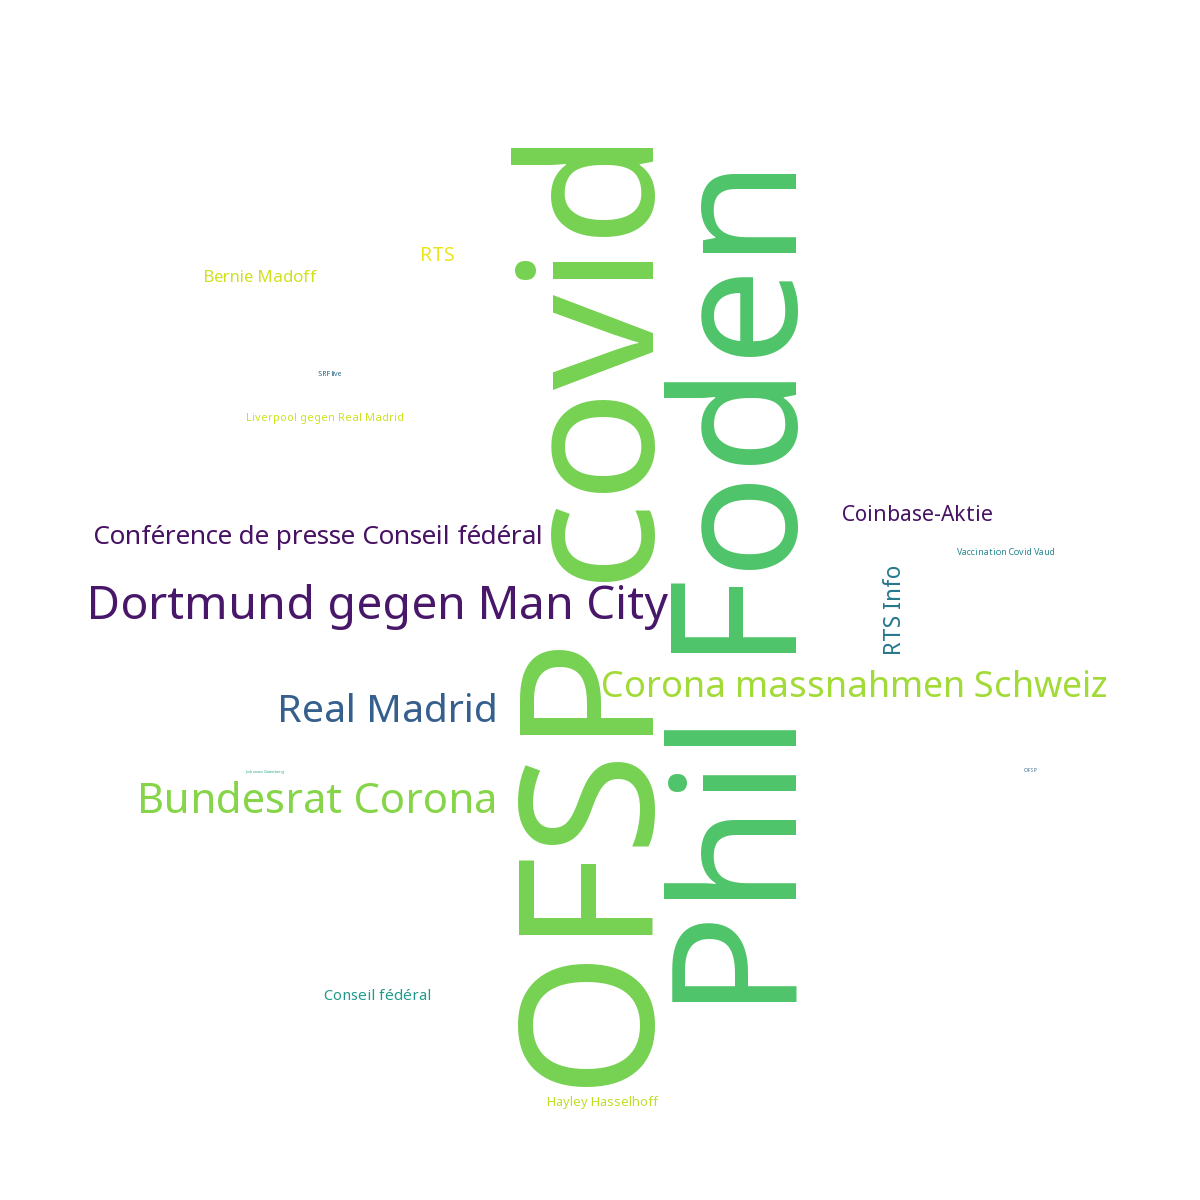 OFSP covid
Phil Foden
RTS
Bernie Madoff
SRF live
Liverpool gegen Real Madrid
Conférence de presse Conseil fédéral
Coinbase-Aktie
Vaccination Covid Vaud
Dortmund gegen Man City
RTS Info
Corona massnahmen Schweiz
Real Madrid
OFSP
Bundesrat Corona
Conseil fédéral
Hayley Hasselhoff